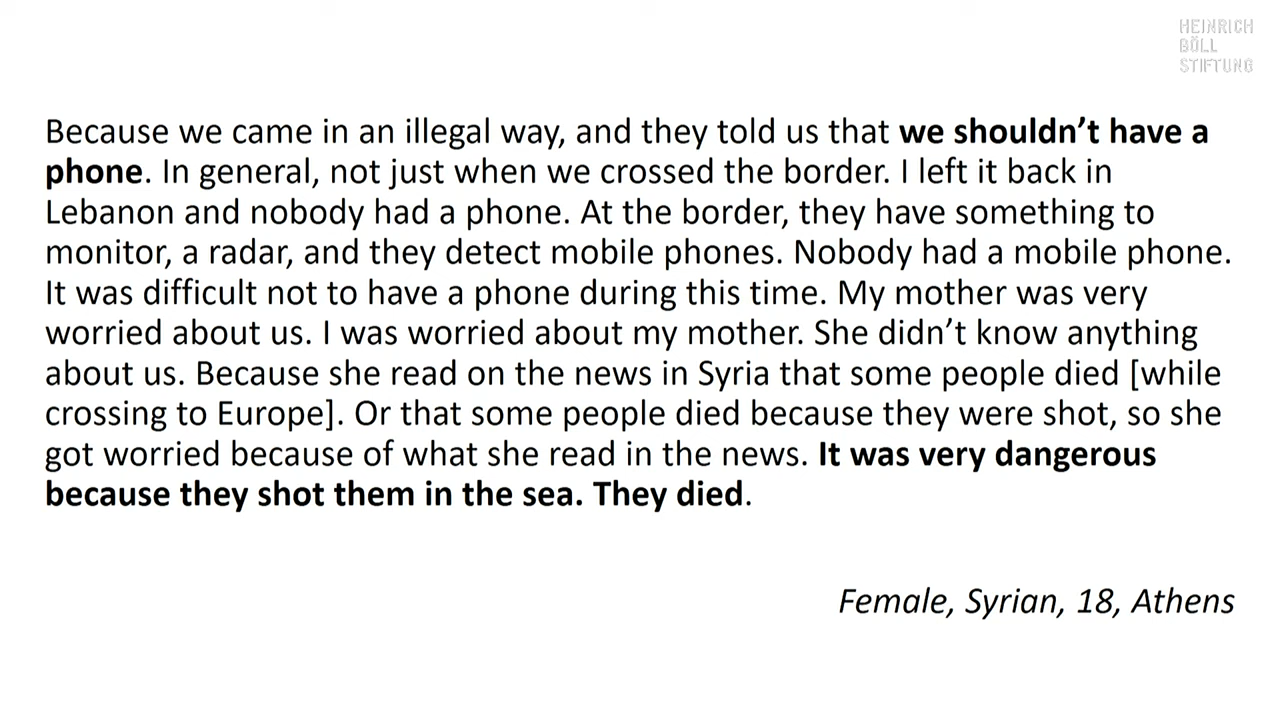 HEINRICH
BÖLL
STIFTUNG
Because we came in an illegal way, and they told us that we shouldn’t have a
phone. In general, not just when we crossed the border. I left it back in
Lebanon and nobody had a phone. At the border, they have something to
monitor, a radar, and they detect mobile phones. Nobody had a mobile phone.
It was difficult not to have a phone during this time. My mother was very
worried about us. I was worried about my mother. She didn’t know anything
about us. Because she read on the news in Syria that some people died [while
crossing to Europe]. Or that some people died because they were shot, so she
got worried because of what she read in the news. It was very dangerous
because they shot them in the sea. They died.
Female, Syrian, 18, Athens